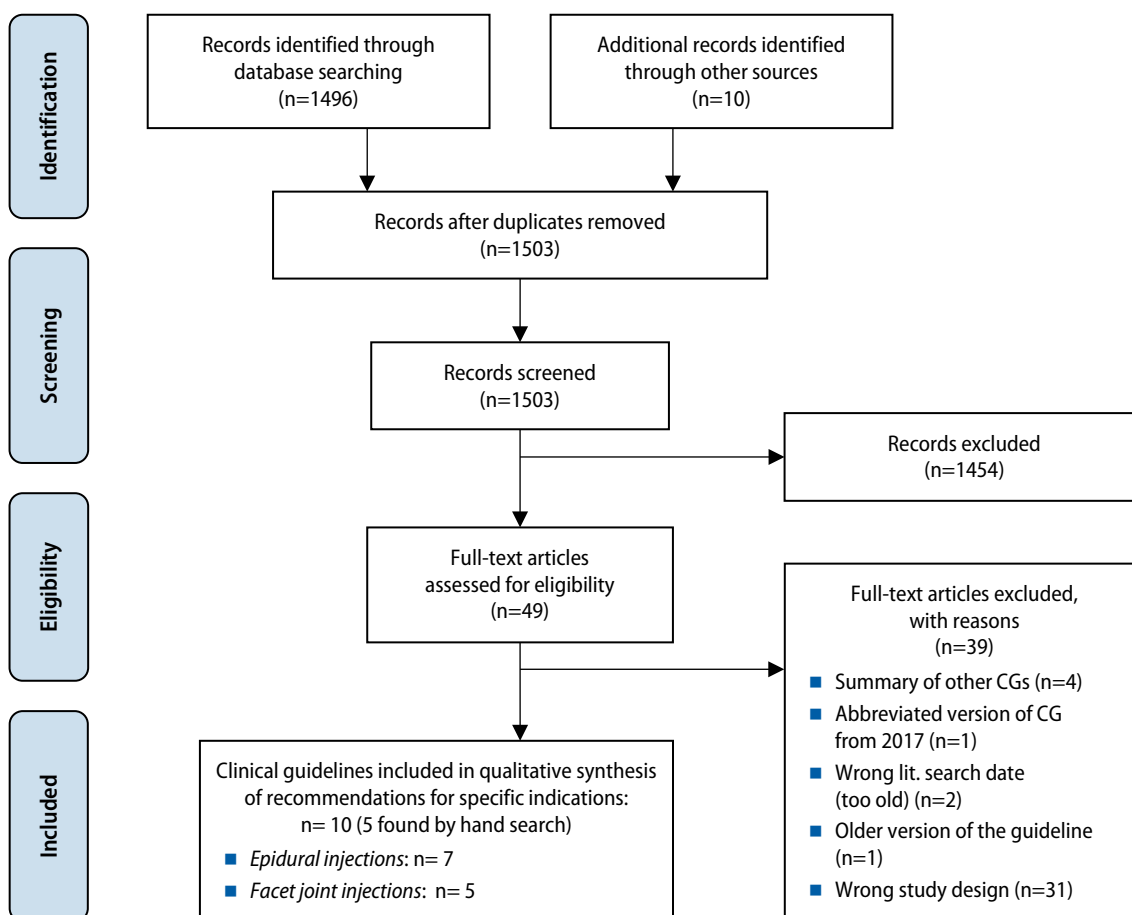 Identification
Records identified through
database searching
(n=1496)
Additional records identified
through other sources
(n=10)
Records after duplicates removed
(n=1503)
Screening
Records screened
(n=1503)
Records excluded
(n=1454)
Eligibility
Full-text articles
assessed for eligibility
(n=49)
Full-text articles excluded,
with reasons
(n=39)
Summary of other CGs (n=4)
Abbreviated version of CG
from 2017 (n=1)
Wrong lit. search date
(too old) (n=2)
Older version of the guideline
(n=1)
Wrong study design (n=31)
Included
Clinical guidelines included in qualitative synthesis
of recommendations for specific indications:
n= 10 (5 found by hand search)
Epidural injections: n= 7
Facet joint injections: n= 5